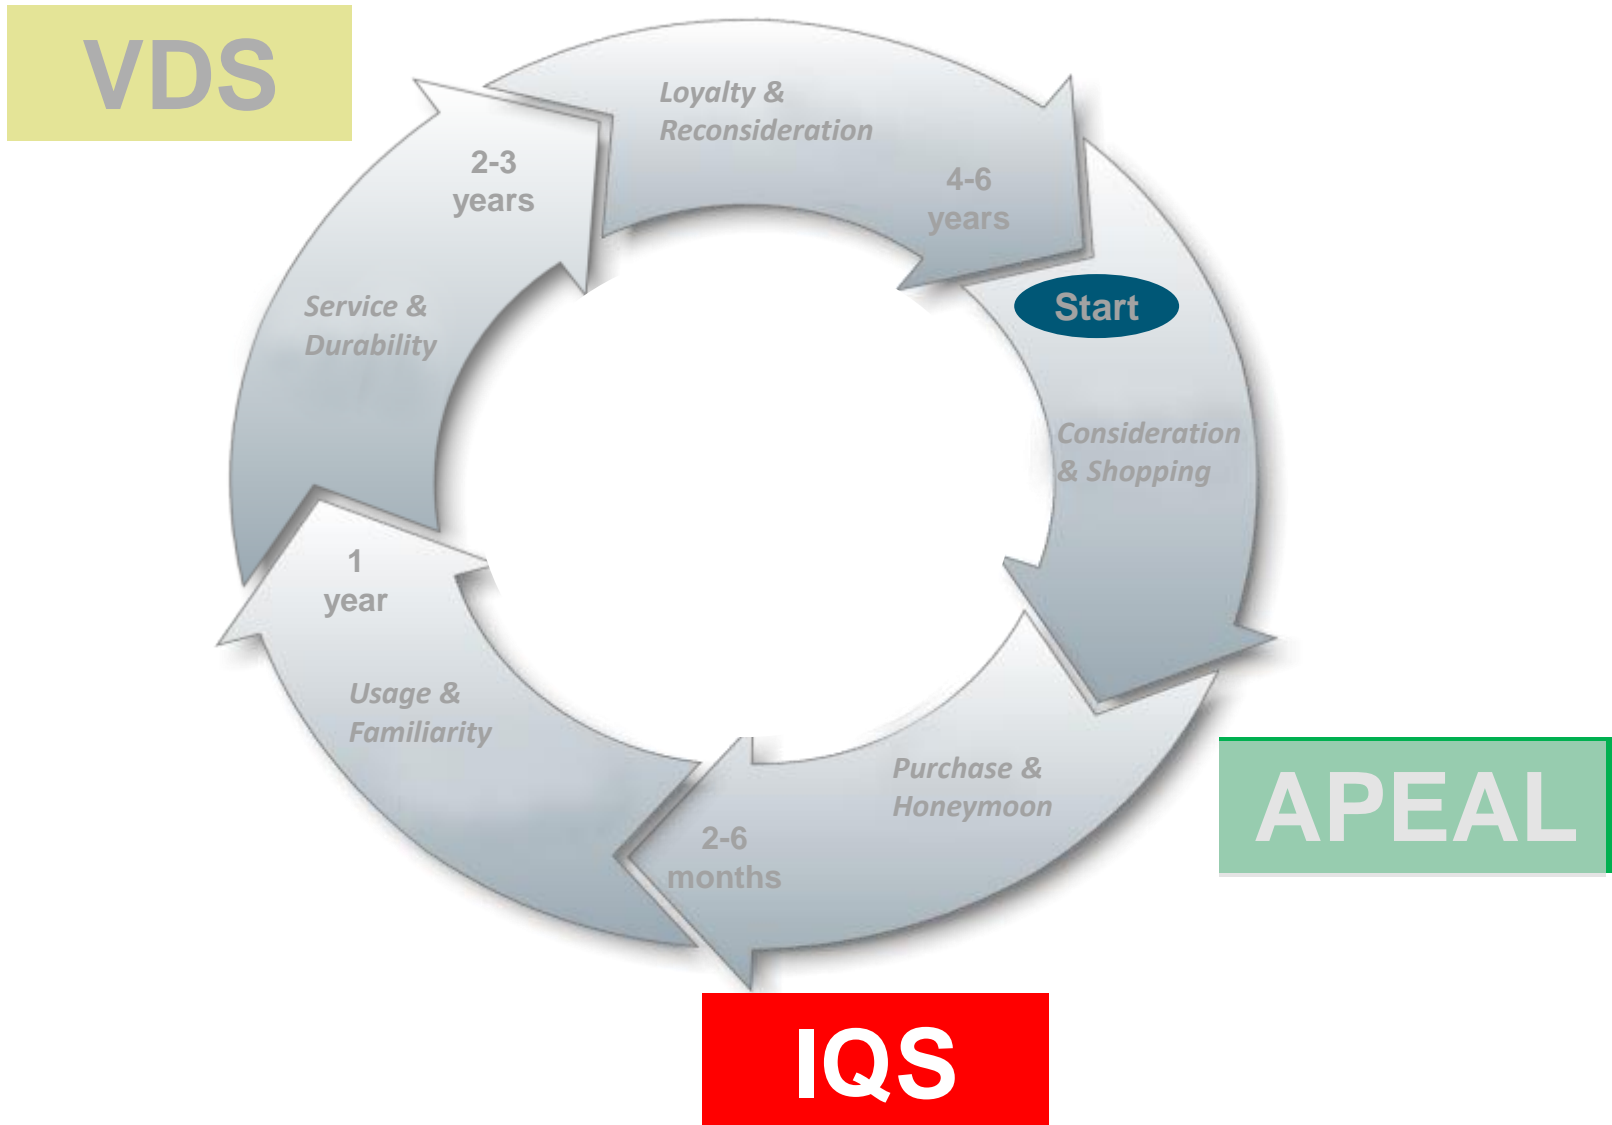 VDS
Loyalty &
Reconsideration
2-3
years
4-6
years
Start
Service &
Durability
Consideration
& Shopping
1
year
Usage &
Familiarity
Purchase &
Honeymoon
2-6
months
APEAL
IQS